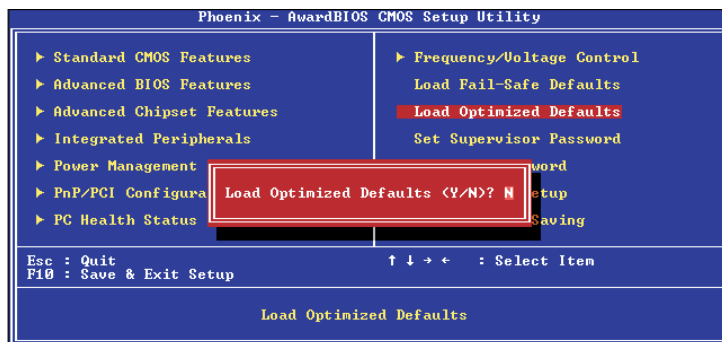 Phoenix - AwardBIOS CMOS Setup Utility
Standard CMOS Features
Advanced BIOS Features
Advanced Chipset Features
Integrated Peripherals
Power Management
PnP/PCI Configura
PC Health Status
Frequency/Voltage Control
Load Fail-Safe Defaults
Load Optimized Defaults
Set Supervisor Password
word
etup
Saving
Load Optimized Defaults (Y/N)? N
Esc : Quit
F10 : Save & Exit Setup
↑ ↓ → ← : Select Item
Load Optimized Defaults